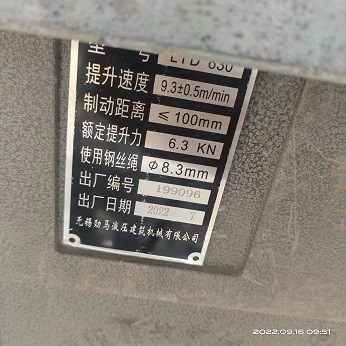 型 号 LTD 630
提升速度 9.3±0.5m/min
制动距离 ≤100mm
额定提升力 6.3 KN
使用钢丝绳 Φ8.3mm
出厂编号 199096
出厂日期 2022 7
无锡劲马液压建筑机械有限公司
2022.09.16 09:51